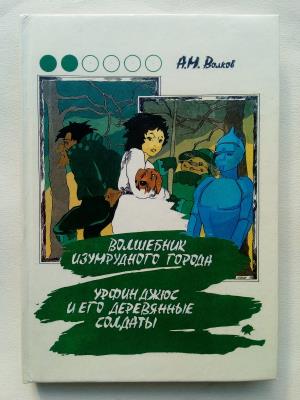 А.М. Волков
ВОЛШЕБНИК
ИЗУМРУДНОГО ГОРОДА
УРФИН ДЖЮС
И ЕГО ДЕРЕВЯННЫЕ
СОЛДАТЫ